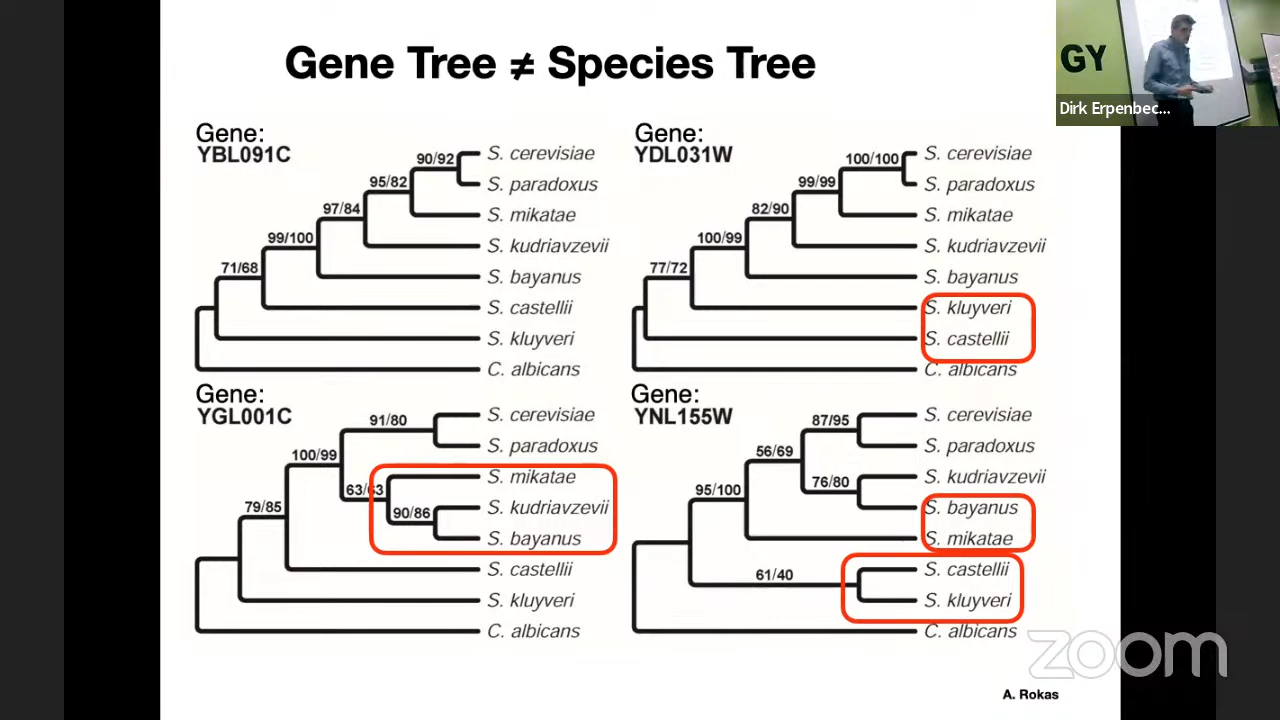 Gene Tree ≠ Species Tree
GY
Dirk Erpenbec...
Gene:
YBL091C
90/92
95/82
97/84
99/100
71/68
S. cerevisiae
S. paradoxus
S. mikatae
S. kudriavzevii
S. bayanus
S. castellii
S. kluyveri
C. albicans
Gene:
YDL031W
100/100
99/99
82/90
100/99
77/72
S. cerevisiae
S. paradoxus
S. mikatae
S. kudriavzevii
S. bayanus
S. kluyveri
S. castellii
C. albicans
Gene:
YGL001C
91/80
100/99
63/63
79/85
90/86
S. cerevisiae
S. paradoxus
S. mikatae
S. kudriavzevii
S. bayanus
S. castellii
S. kluyveri
C. albicans
Gene:
YNL155W
87/95
56/69
76/80
95/100
61/40
S. cerevisiae
S. paradoxus
S. kudriavzevii
S. bayanus
S. mikatae
S. castellii
S. kluyveri
C. albicans
zoom
A. Rokas